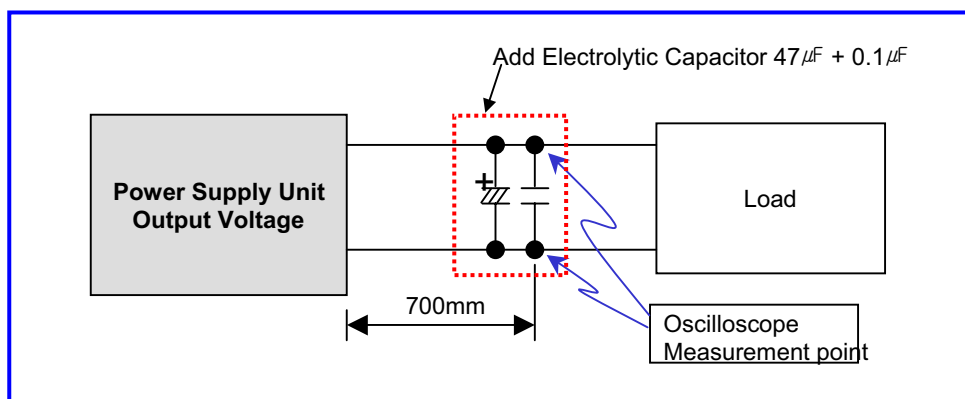 Add Electrolytic Capacitor 47㎌ + 0.1㎌
Power Supply Unit
Output Voltage
+
Load
700mm
Oscilloscope
Measurement point